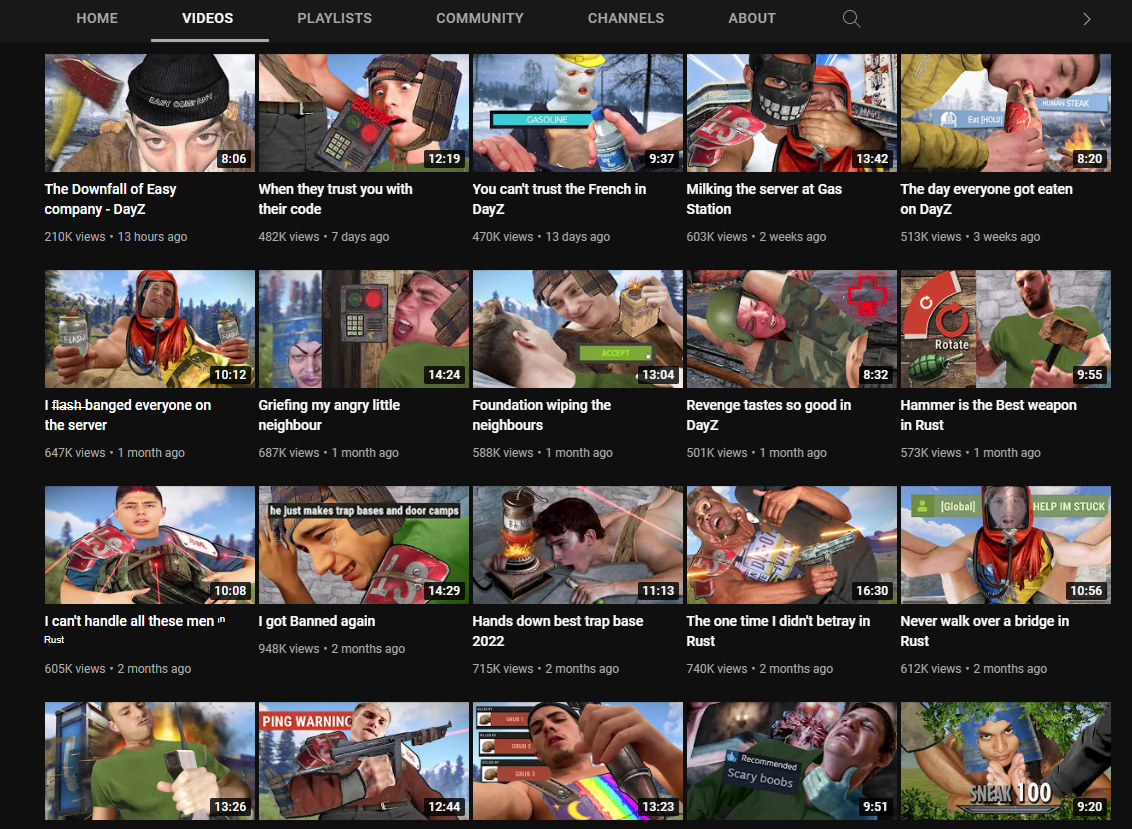 HOME VIDEOS PLAYLISTS COMMUNITY CHANNELS ABOUT
EASY COMPANY
8:06
ERROR
12:19
GASOLINE
9:37
13:42
HUMAN STEAK
Eat [HOLD]
8:20
The Downfall of Easy
company - DayZ
210K views • 13 hours ago
When they trust you with
their code
482K views • 7 days ago
You can't trust the French in
DayZ
470K views • 13 days ago
Milking the server at Gas
Station
603K views • 2 weeks ago
The day everyone got eaten
on DayZ
513K views • 3 weeks ago
FLASH
FLASH
10:12
14:24
ACCEPT
13:04
8:32
Rotate
9:55
I flash banged everyone on
the server
647K views • 1 month ago
Griefing my angry little
neighbour
687K views • 1 month ago
Foundation wiping the
neighbours
588K views • 1 month ago
Revenge tastes so good in
DayZ
501K views • 1 month ago
Hammer is the Best weapon
in Rust
573K views • 1 month ago
10:08
he just makes trap bases and door camps
14:29
11:13
16:30
[Global] HELP IM STUCK
10:56
I can't handle all these men in
Rust
605K views • 2 months ago
I got Banned again
948K views • 2 months ago
Hands down best trap base
2022
715K views • 2 months ago
The one time I didn't betray in
Rust
740K views • 2 months ago
Never walk over a bridge in
Rust
612K views • 2 months ago
13:26
PING WARNING
12:44
KILLED BY
GRUB 1
KILLED BY
GRUB 2
KILLED BY
GRUB 3
13:23
Recommended
Scary boobs
9:51
SNEAK 100
9:20